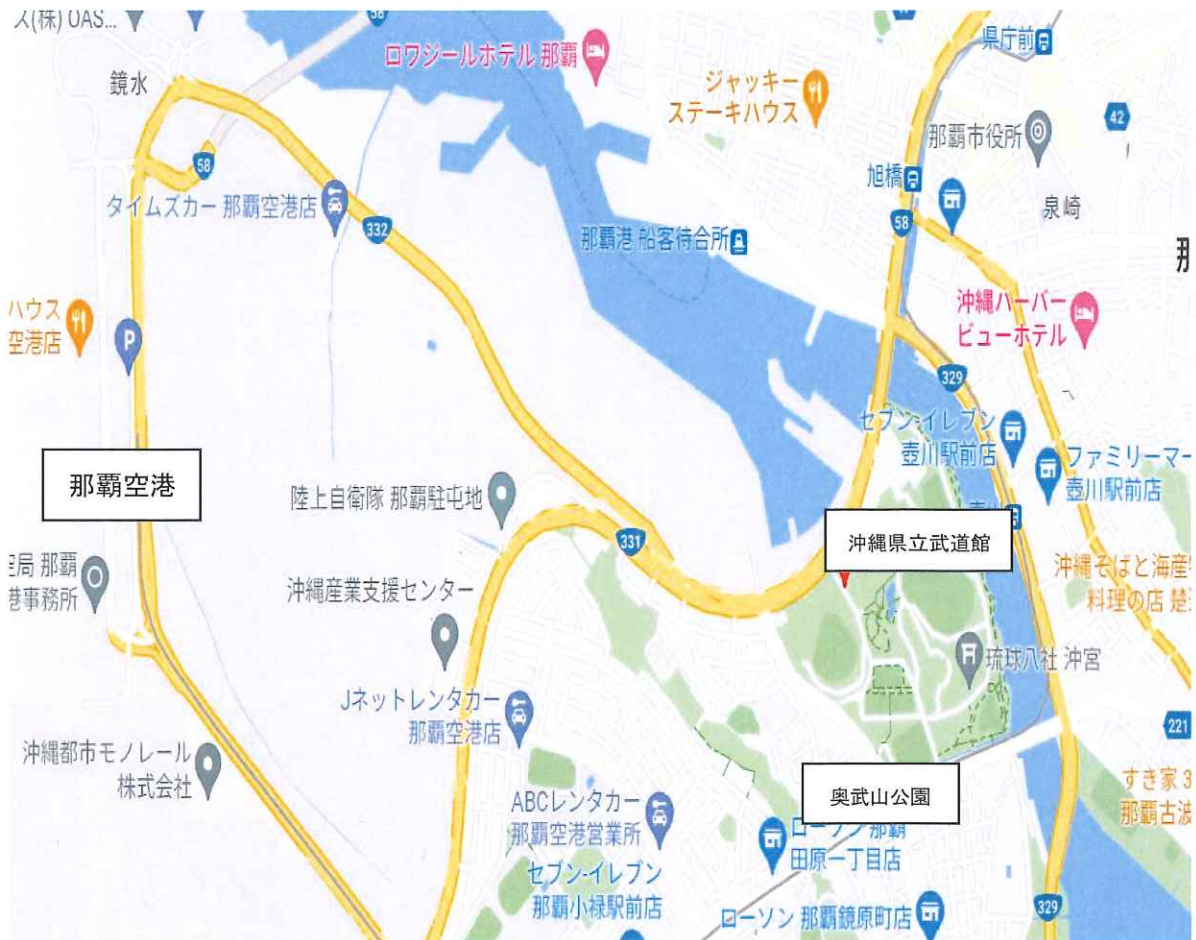 ス(株) OAS...
58
鏡水
ロワジールホテル 那覇
県庁前
ジャッキー
ステーキハウス
42
那覇市役所
58
旭橋
タイムズカー 那覇空港店
泉崎
332
58
那覇港 船客待合所
ハウス
空港店
P
沖縄ハーバー
ビューホテル
329
セブン-イレブン
壺川駅前店
ファミリーマー
壺川駅前店
那覇空港
陸上自衛隊 那覇駐屯地
331
沖縄県立武道館
局 那覇
港事務所
沖縄産業支援センター
沖縄そばと海産
料理の店 楚
琉球八社 沖宮
Jネットレンタカー
那覇空港店
221
沖縄都市モノレール
株式会社
ABCレンタカー
那覇空港営業所
奥武山公園
すき家 3
那覇古波
ローソン 那覇
田原一丁目店
セブン-イレブン
那覇小禄駅前店
ローソン 那覇鏡原町店
329